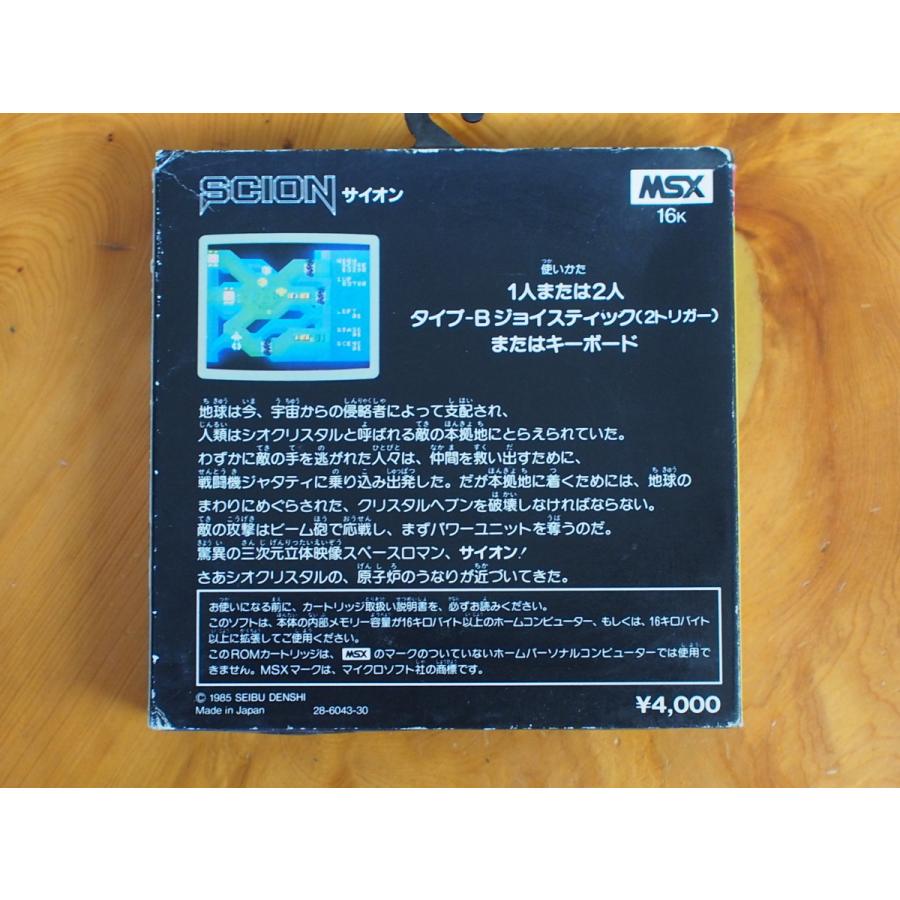 SCION サイオン
MSX
16K
使いかた
1人または2人
タイプ-Bジョイスティック(2トリガー)
またはキーボード
地球は今、宇宙からの侵略者によって支配され、
人類はシオクリスタルと呼ばれる敵の本拠地にとらえられていた。
わずかに敵の手を逃がれた人々は、仲間を救い出すために、
戦闘機ジャタティに乗り込み出発した。だが本拠地に着くためには、地球の
まわりにめぐらされた、クリスタルヘブンを破壊しなければならない。
敵の攻撃はビーム砲で応戦し、まずパワーユニットを奪うのだ。
驚異の三次元立体映像スペースロマン、サイオン!
さあシオクリスタルの、原子炉のうなりが近づいてきた。
お使いになる前に、カートリッジ取扱い説明書を、必ずお読みください。
このソフトは、本体の内部メモリー容量が16キロバイト以上のホームコンピューター、もしくは、16キロバイト
以上に拡張してご使用ください。
このROMカートリッジは、MSXのマークのついていないホームパーソナルコンピューターでは使用で
きません。MSXマークは、マイクロソフト社の商標です。
© 1985 SEIBU DENSHI
Made in Japan 28-6043-30
¥4,000